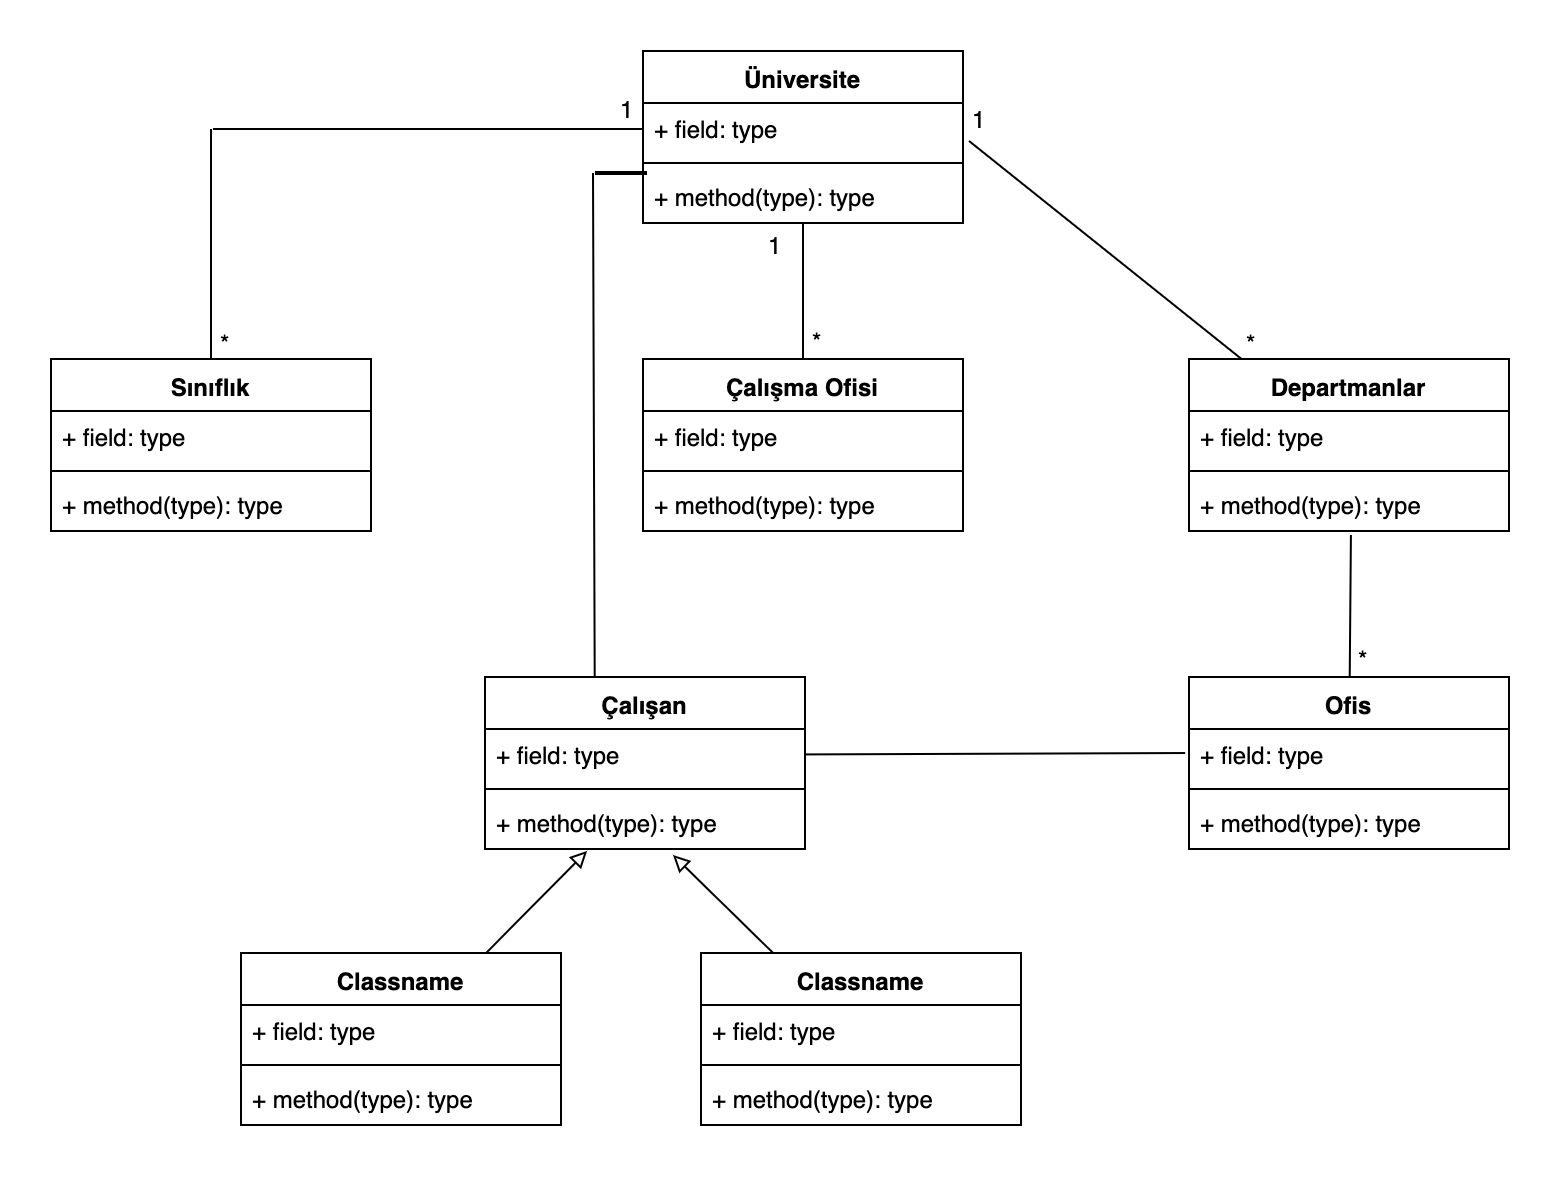 Üniversite
1
+ field: type
1
+ method(type): type
1
*
*
*
Sınıflık
+ field: type
+ method(type): type
Çalışma Ofisi
+ field: type
+ method(type): type
Departmanlar
+ field: type
+ method(type): type
*
Çalışan
+ field: type
+ method(type): type
Ofis
+ field: type
+ method(type): type
Classname
+ field: type
+ method(type): type
Classname
+ field: type
+ method(type): type